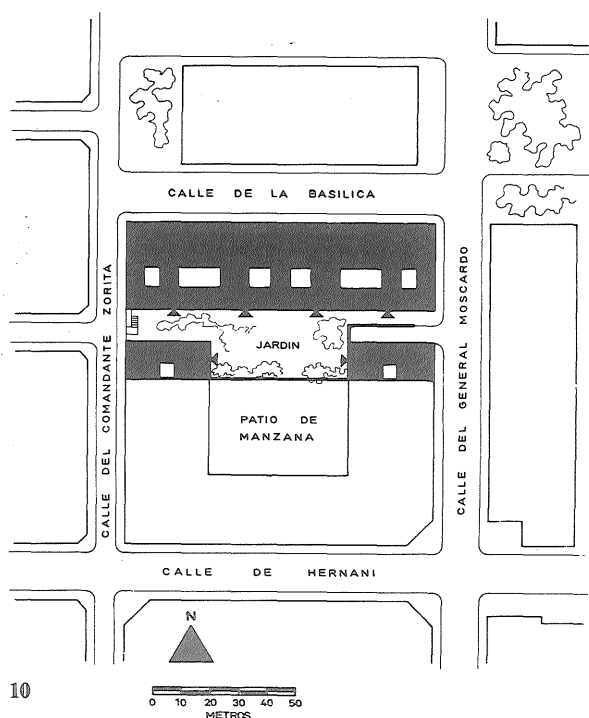 CALLE DE LA BASILICA
CALLE DEL COMANDANTE ZORITA
JARDIN
CALLE DEL GENERAL MOSCARDO
PATIO DE
MANZANA
CALLE DE HERNANI
N
10
0 10 20 30 40 50
METROS